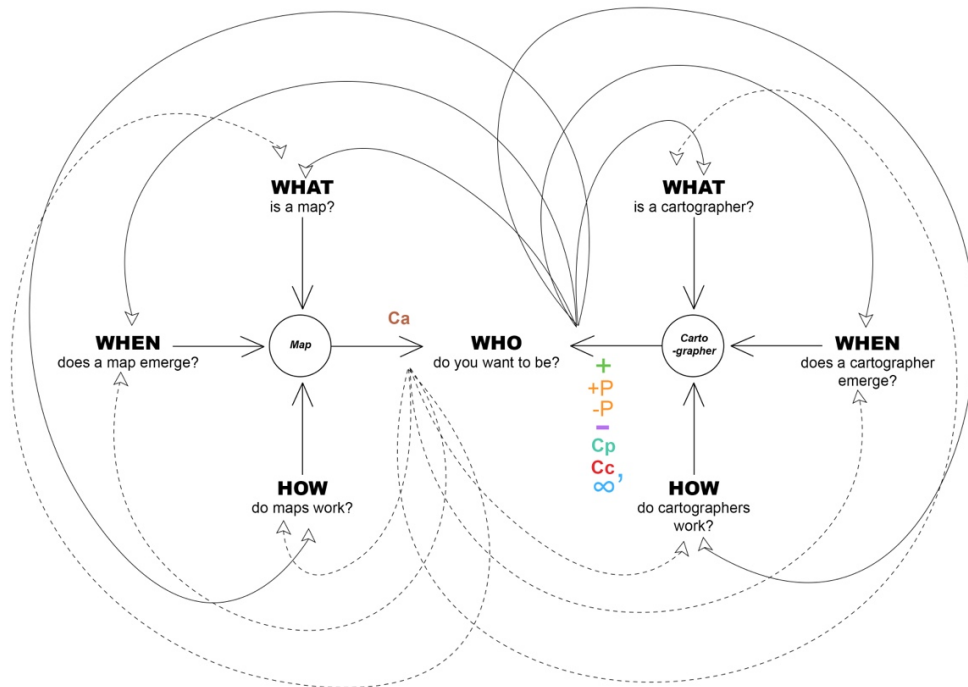 WHAT
is a map?
WHAT
is a cartographer?
Ca
WHEN
does a map emerge?
Map
WHO
do you want to be?
Carto
-grapher
WHEN
does a cartographer
emerge?
+
+P
-P
-
Cp
Cc
∞,
HOW
do maps work?
HOW
do cartographers
work?